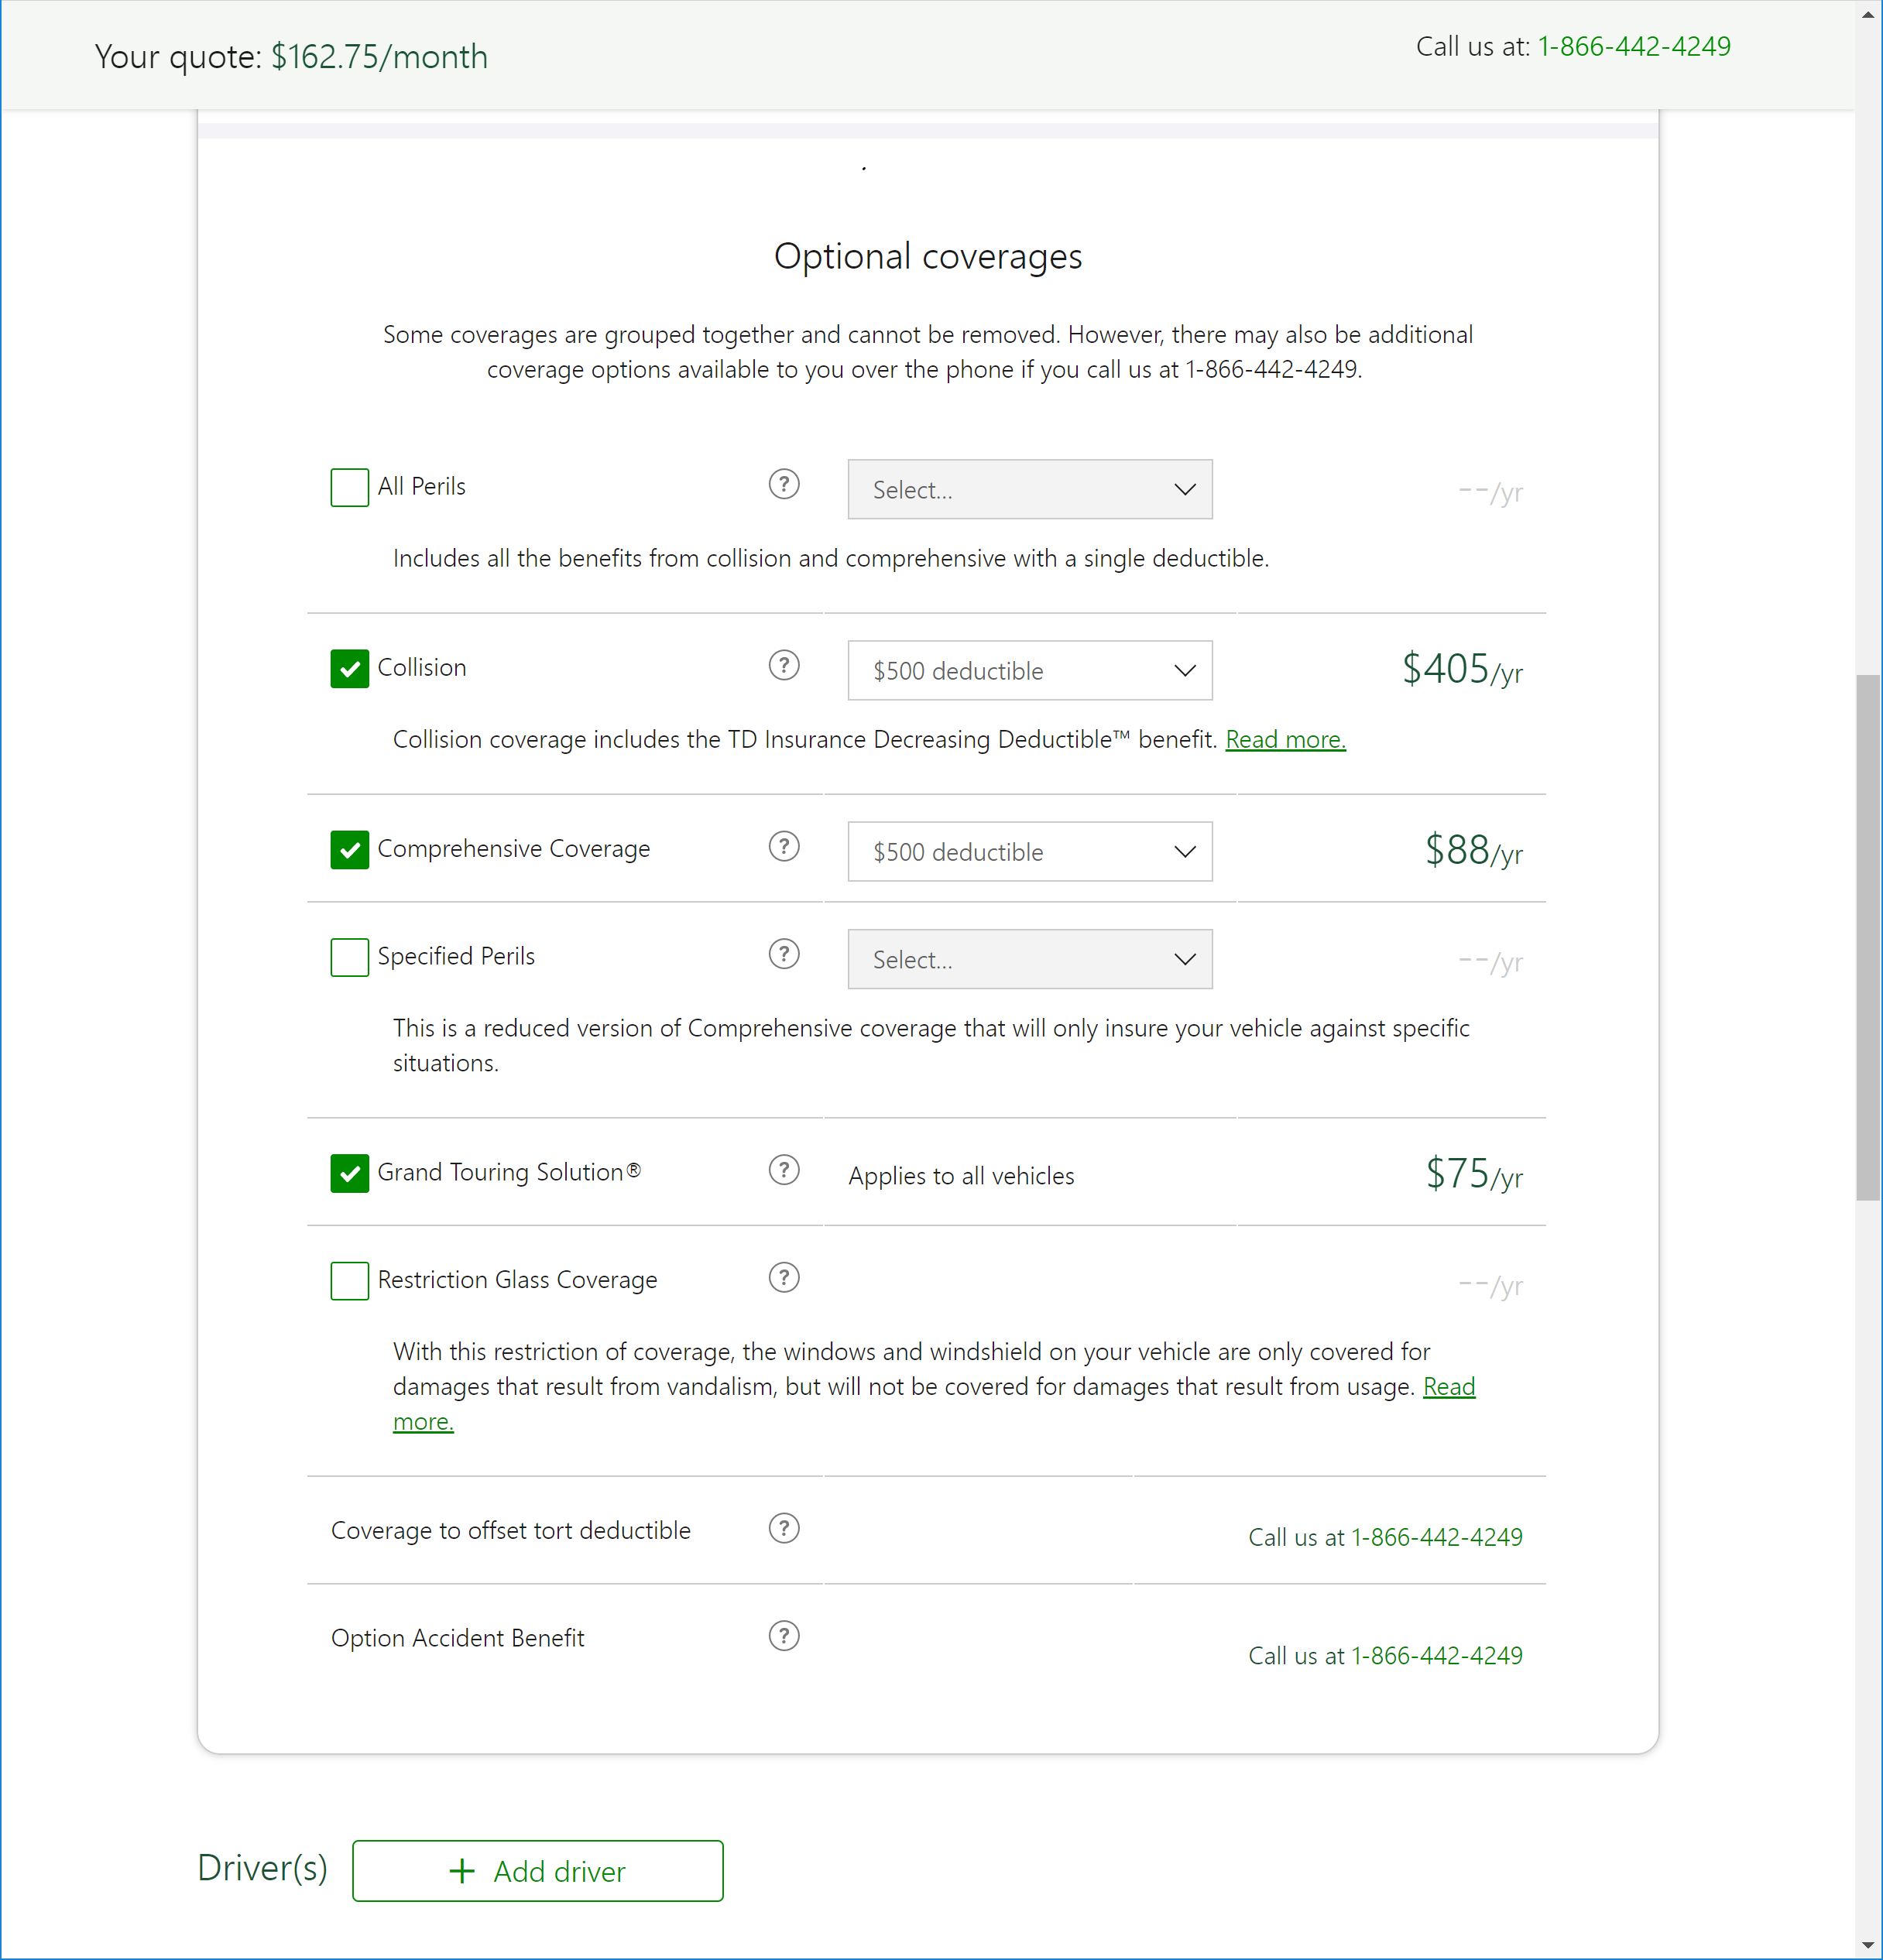 Your quote: $162.75/month
Call us at: 1-866-442-4249
Optional coverages
Some coverages are grouped together and cannot be removed. However, there may also be additional
coverage options available to you over the phone if you call us at 1-866-442-4249.
All Perils ? Select... --/yr
Includes all the benefits from collision and comprehensive with a single deductible.
Collision ? $500 deductible $405/yr
Collision coverage includes the TD Insurance Decreasing Deductible™ benefit. Read more.
Comprehensive Coverage ? $500 deductible $88/yr
Specified Perils ? Select... --/yr
This is a reduced version of Comprehensive coverage that will only insure your vehicle against specific
situations.
Grand Touring Solution® ? Applies to all vehicles $75/yr
Restriction Glass Coverage ? --/yr
With this restriction of coverage, the windows and windshield on your vehicle are only covered for
damages that result from vandalism, but will not be covered for damages that result from usage. Read
more.
Coverage to offset tort deductible ? Call us at 1-866-442-4249
Option Accident Benefit ? Call us at 1-866-442-4249
Driver(s) + Add driver